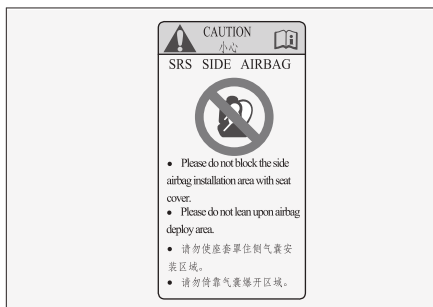 CAUTION
小心
SRS SIDE AIRBAG
• Please do not block the side
airbag installation area with seat
cover.
• Please do not lean upon airbag
deploy area.
• 请勿使座套罩住侧气囊安
装区域。
• 请勿倚靠气囊爆开区域。